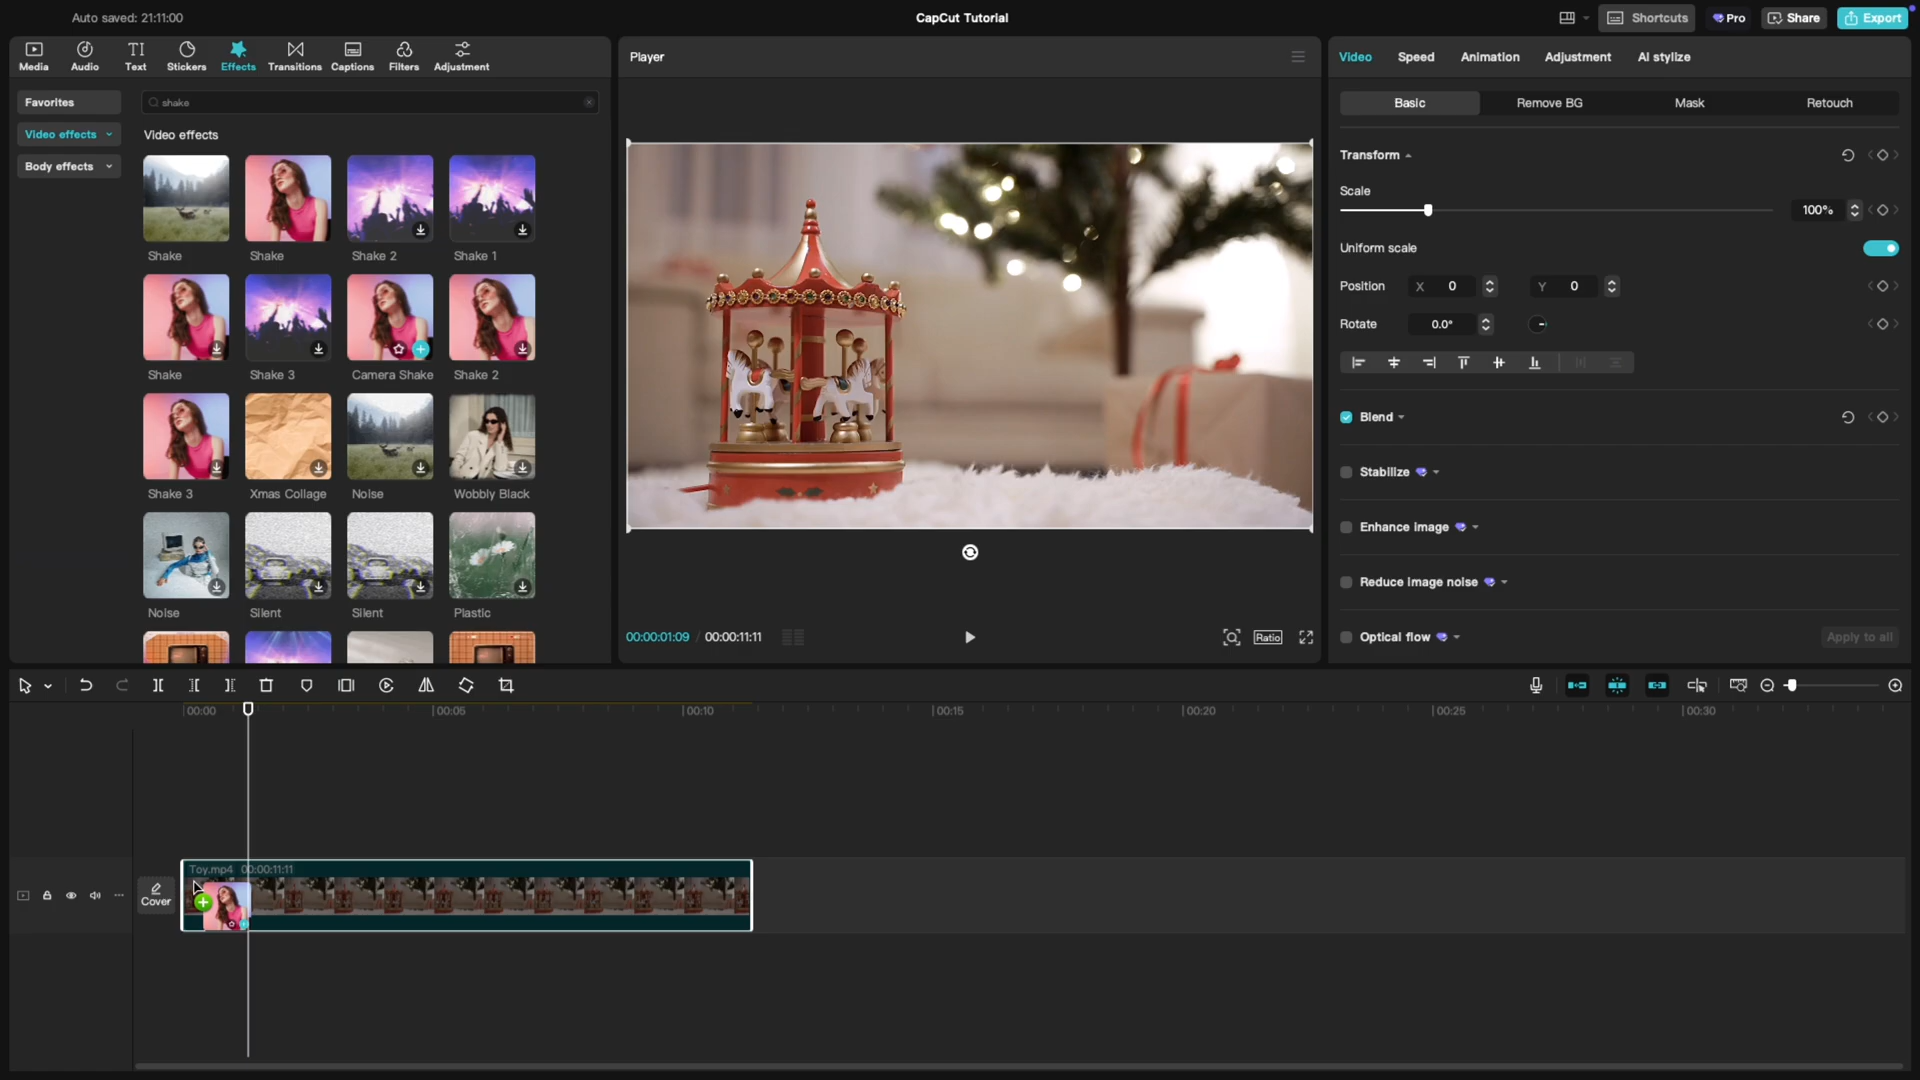 Auto saved: 21:11:00
CapCut Tutorial
Shortcuts
Pro
Share
Export
Media
Audio
Text
Stickers
Effects
Transitions
Captions
Filters
Adjustment
Favorites
Video effects
Body effects
shake
Video effects
Shake
Shake
Shake 2
Shake 1
Shake
Shake 3
Camera Shake
Shake 2
Shake 3
Xmas Collage
Noise
Wobbly Black
Noise
Silent
Silent
Plastic
Player
00:00:01:09 / 00:00:11:11
Ratio
Video
Speed
Animation
Adjustment
AI stylize
Basic
Remove BG
Mask
Retouch
Transform
Scale
100%
Uniform scale
Position
X 0
Y 0
Rotate
0.0°
Blend
Stabilize
Enhance image
Reduce image noise
Optical flow
Apply to all
00:00
00:05
00:10
00:15
00:20
00:25
00:30
Cover
Toy.mp4 00:00:11:11